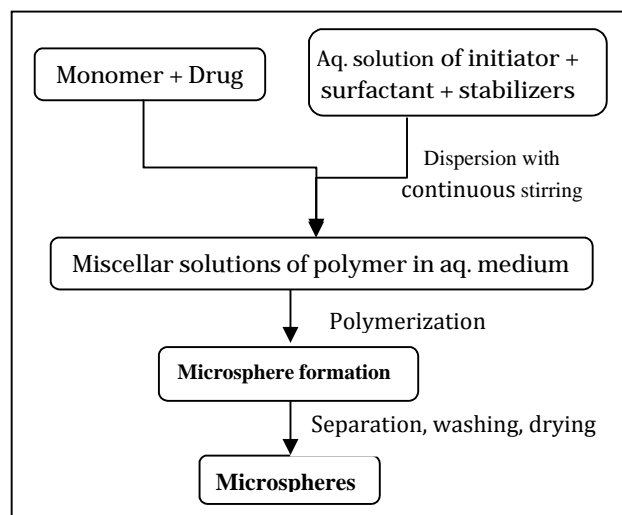 Monomer + Drug
Aq. solution of initiator +
surfactant + stabilizers
Dispersion with
continuous stirring
Miscellar solutions of polymer in aq. medium
Polymerization
Microsphere formation
Separation, washing, drying
Microspheres